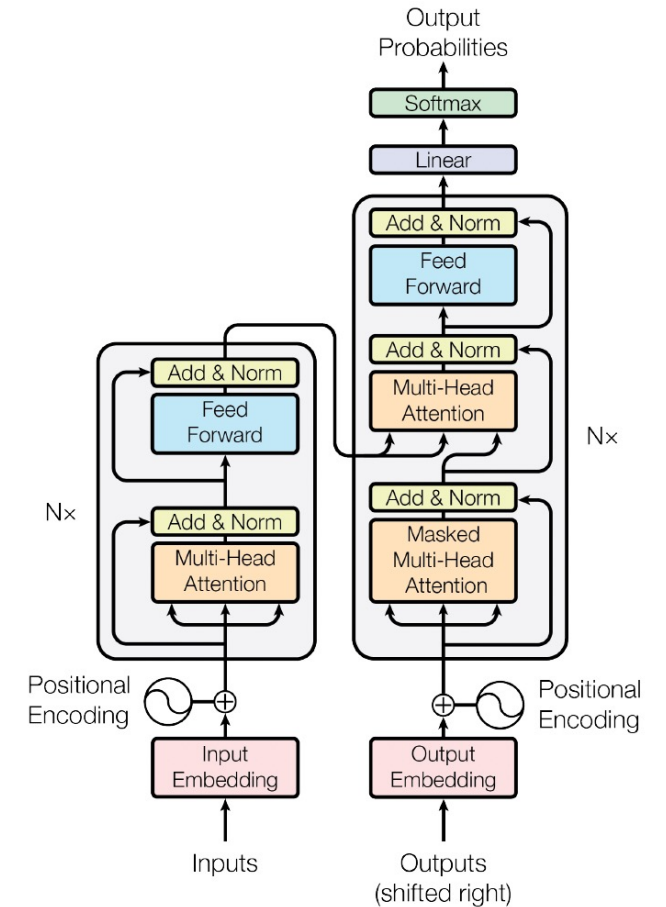 Output
Probabilities
Softmax
Linear
Add & Norm
Feed
Forward
Add & Norm
Multi-Head
Attention
Add & Norm
Masked
Multi-Head
Attention
N×
Add & Norm
Feed
Forward
Add & Norm
Multi-Head
Attention
N×
Positional
Encoding
Positional
Encoding
Input
Embedding
Output
Embedding
Inputs
Outputs
(shifted right)